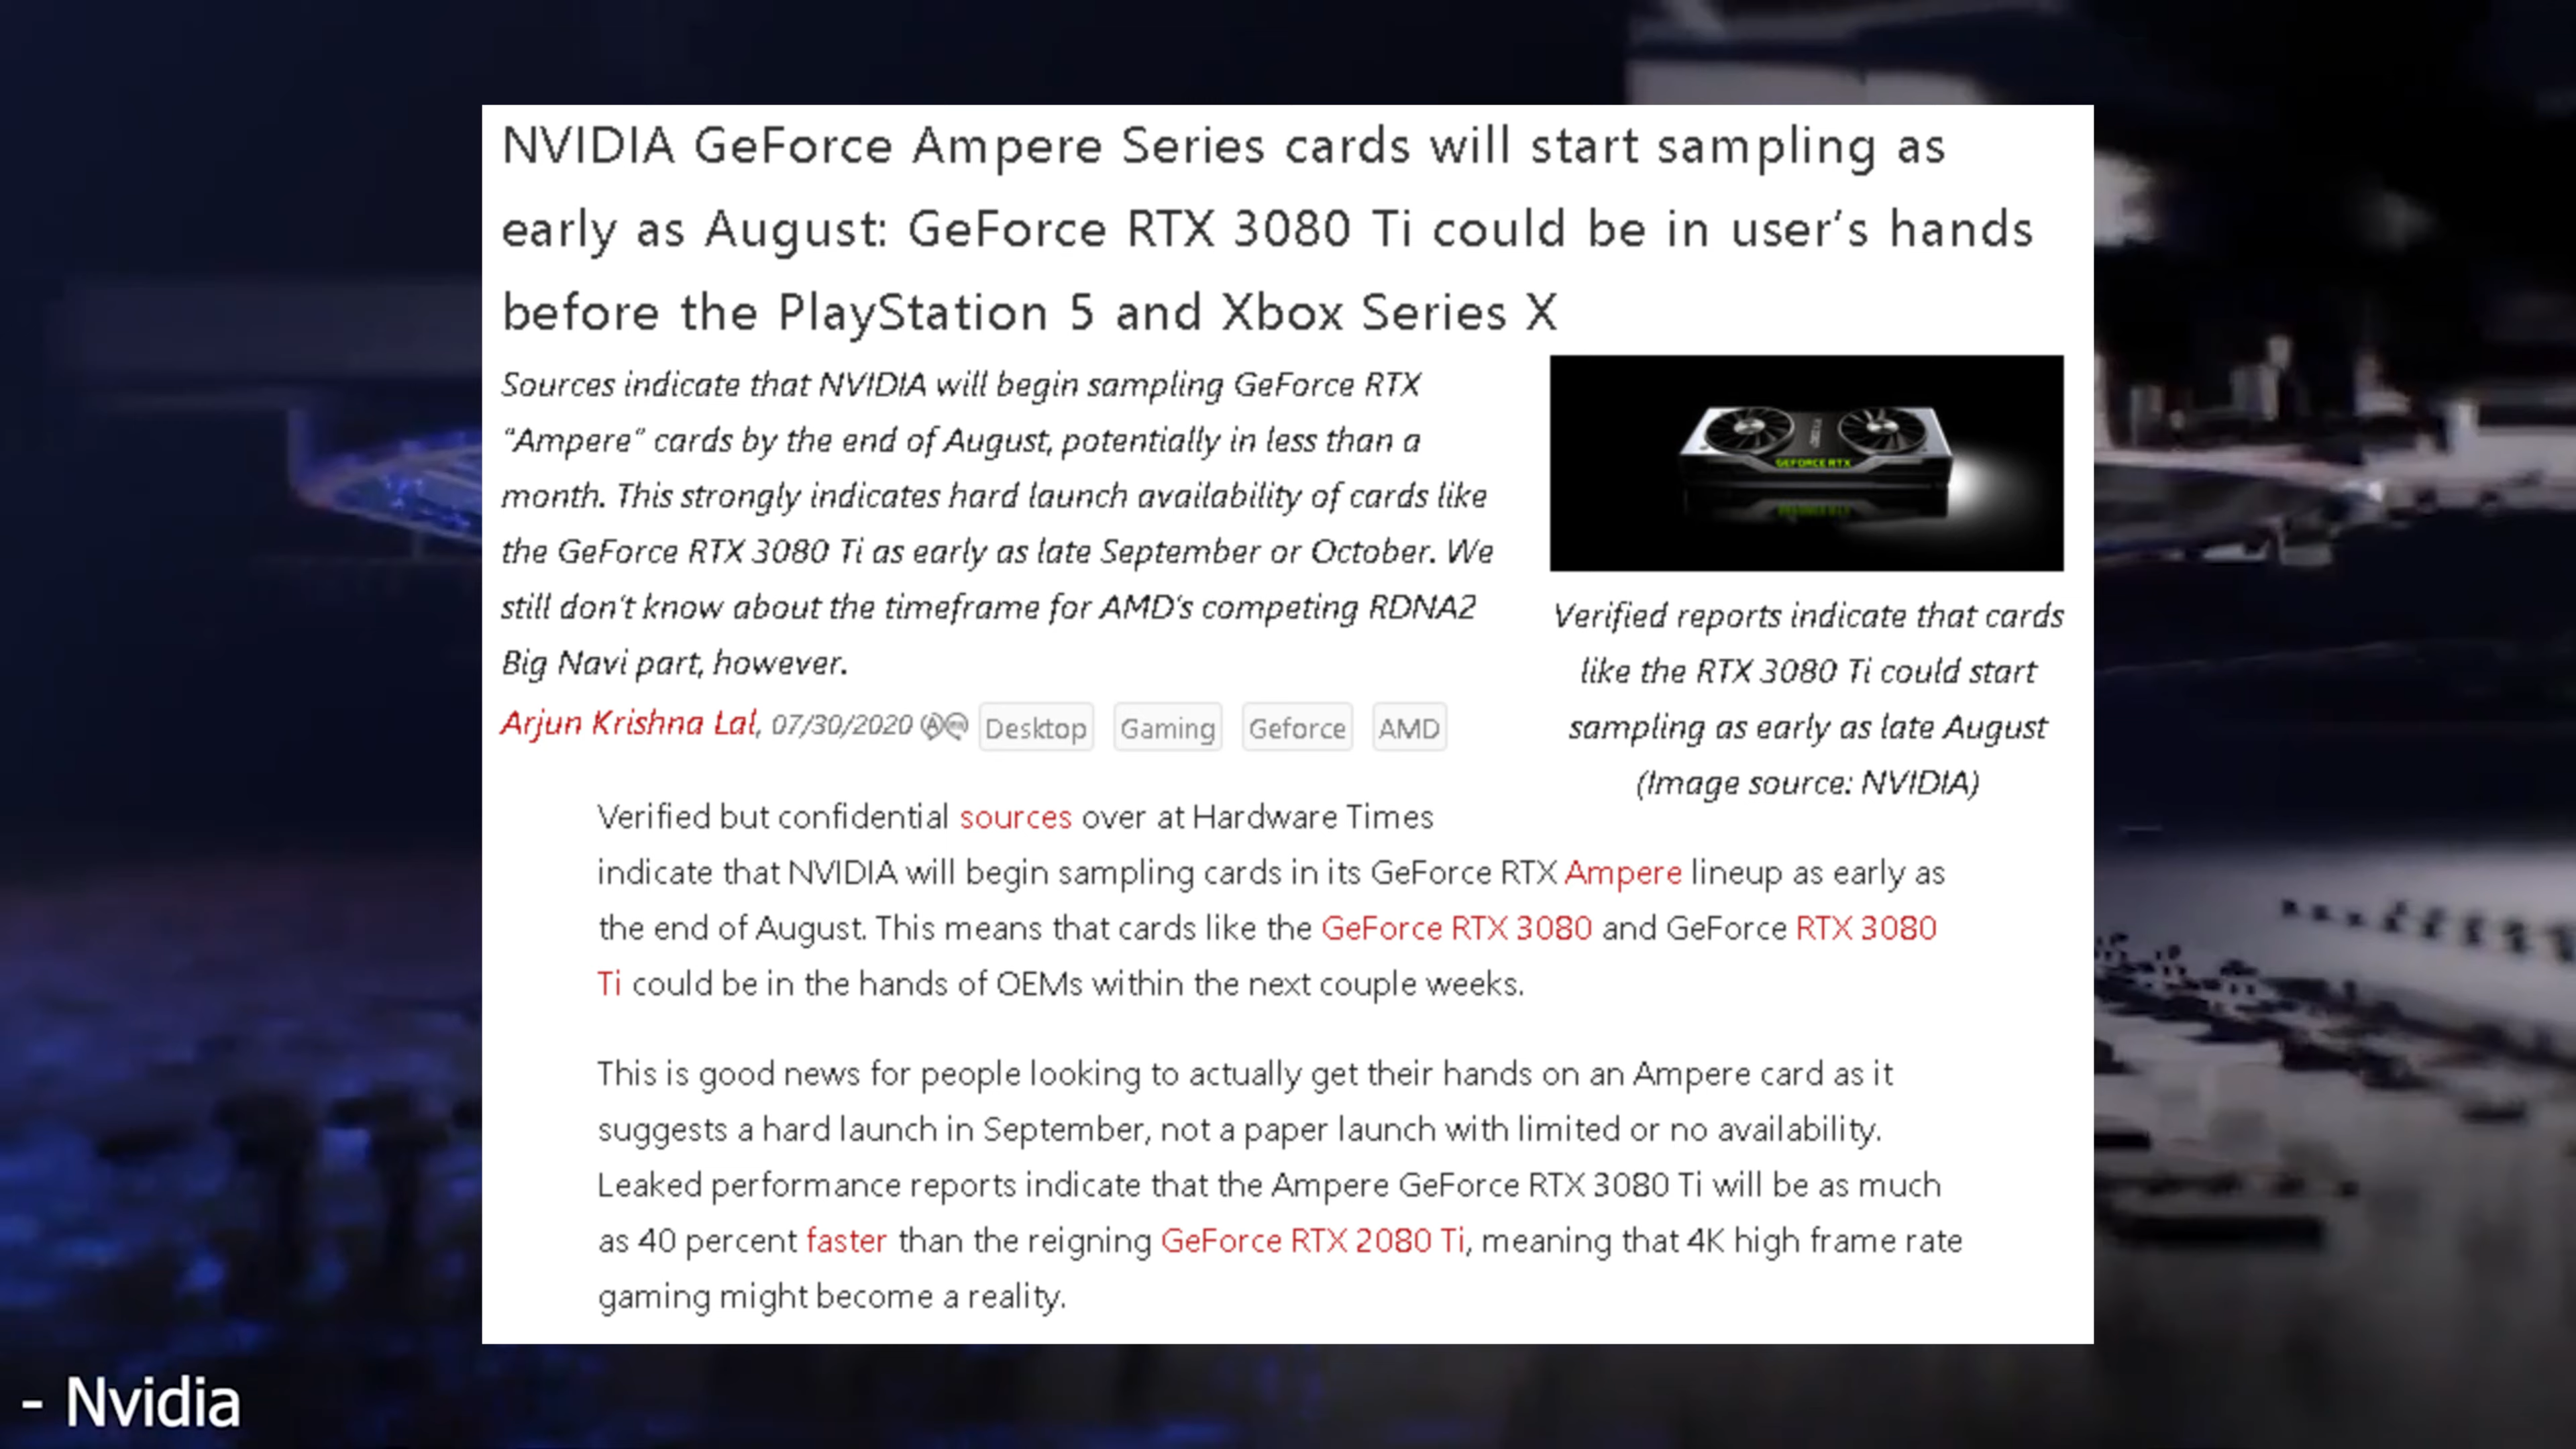 NVIDIA GeForce Ampere Series cards will start sampling as
early as August: GeForce RTX 3080 Ti could be in user's hands
before the PlayStation 5 and Xbox Series X
Sources indicate that NVIDIA will begin sampling GeForce RTX
"Ampere" cards by the end of August, potentially in less than a
month. This strongly indicates hard launch availability of cards like
the GeForce RTX 3080 Ti as early as late September or October. We
still don't know about the timeframe for AMD's competing RDNA2
Big Navi part, however.
Arjun Krishna Lal, 07/30/2020
Desktop Gaming Geforce AMD
GEFORCE RTX
Verified reports indicate that cards
like the RTX 3080 Ti could start
sampling as early as late August
(Image source: NVIDIA)
Verified but confidential sources over at Hardware Times
indicate that NVIDIA will begin sampling cards in its GeForce RTX Ampere lineup as early as
the end of August. This means that cards like the GeForce RTX 3080 and GeForce RTX 3080
Ti could be in the hands of OEMs within the next couple weeks.
This is good news for people looking to actually get their hands on an Ampere card as it
suggests a hard launch in September, not a paper launch with limited or no availability.
Leaked performance reports indicate that the Ampere GeForce RTX 3080 Ti will be as much
as 40 percent faster than the reigning GeForce RTX 2080 Ti, meaning that 4K high frame rate
gaming might become a reality.
- Nvidia